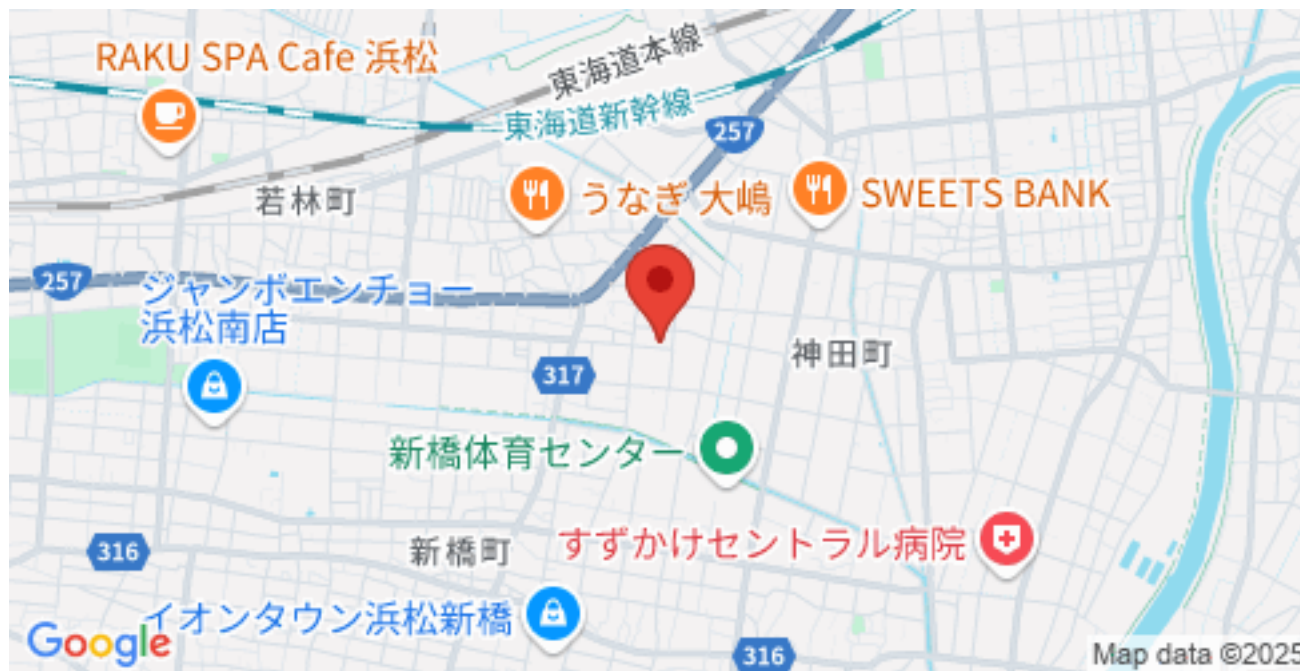 RAKU SPA Cafe 浜松
東海道本線
東海道新幹線
257
若林町
うなぎ 大嶋
SWEETS BANK
257
ジャンボエンチョー
浜松南店
317
神田町
新橋体育センター
316
新橋町
すずかけセントラル病院
イオンタウン浜松新橋
Google
316
Map data ©2025